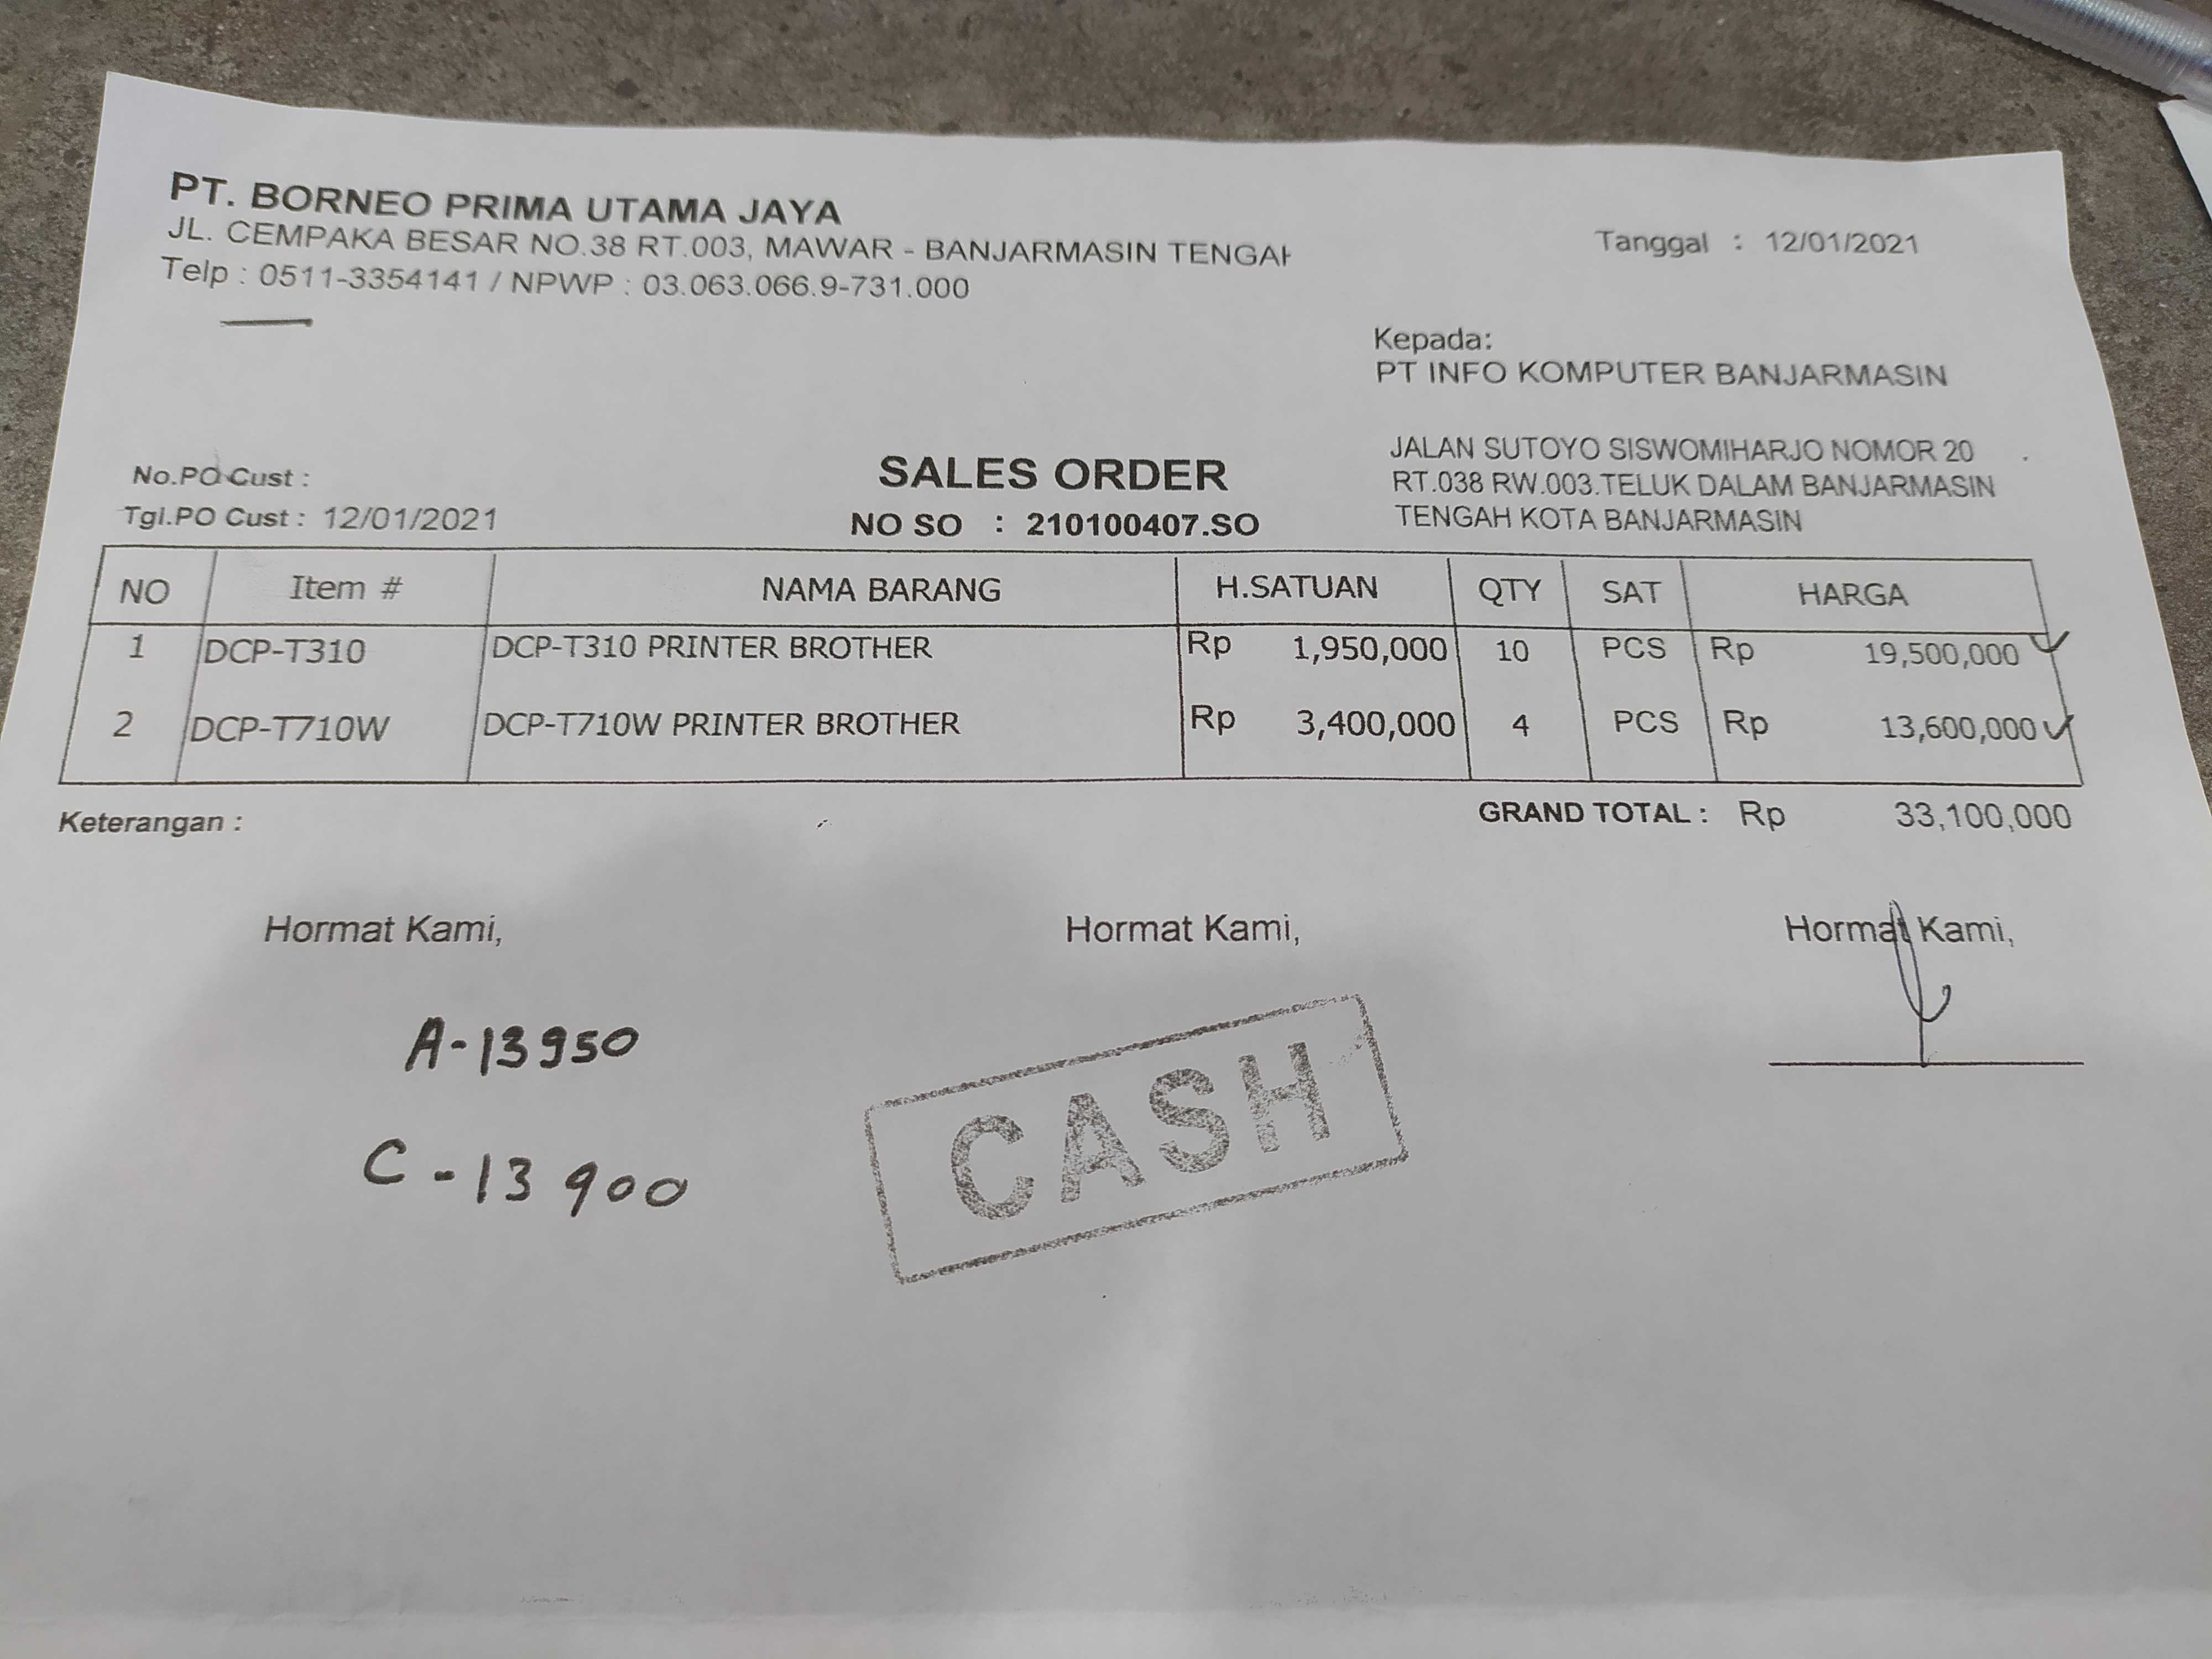 PT. BORNEO PRIMA UTAMA JAYA
JL. CEMPAKA BESAR NO.38 RT.003, MAWAR - BANJARMASIN TENGAH
Telp : 0511-3354141 / NPWP : 03.063.066.9-731.000
Tanggal : 12/01/2021
Kepada:
PT INFO KOMPUTER BANJARMASIN
JALAN SUTOYO SISWOMIHARJO NOMOR 20
RT.038 RW.003.TELUK DALAM BANJARMASIN
TENGAH KOTA BANJARMASIN
No.PO Cust :
Tgl.PO Cust : 12/01/2021
SALES ORDER
NO SO : 210100407.SO
NO Item # NAMA BARANG H.SATUAN QTY SAT HARGA
1 DCP-T310 DCP-T310 PRINTER BROTHER Rp 1,950,000 10 PCS Rp 19,500,000
2 DCP-T710W DCP-T710W PRINTER BROTHER Rp 3,400,000 4 PCS Rp 13,600,000
Keterangan :
GRAND TOTAL : Rp 33,100,000
Hormat Kami, Hormat Kami, Hormat Kami,
A-13950
C-13900
CASH